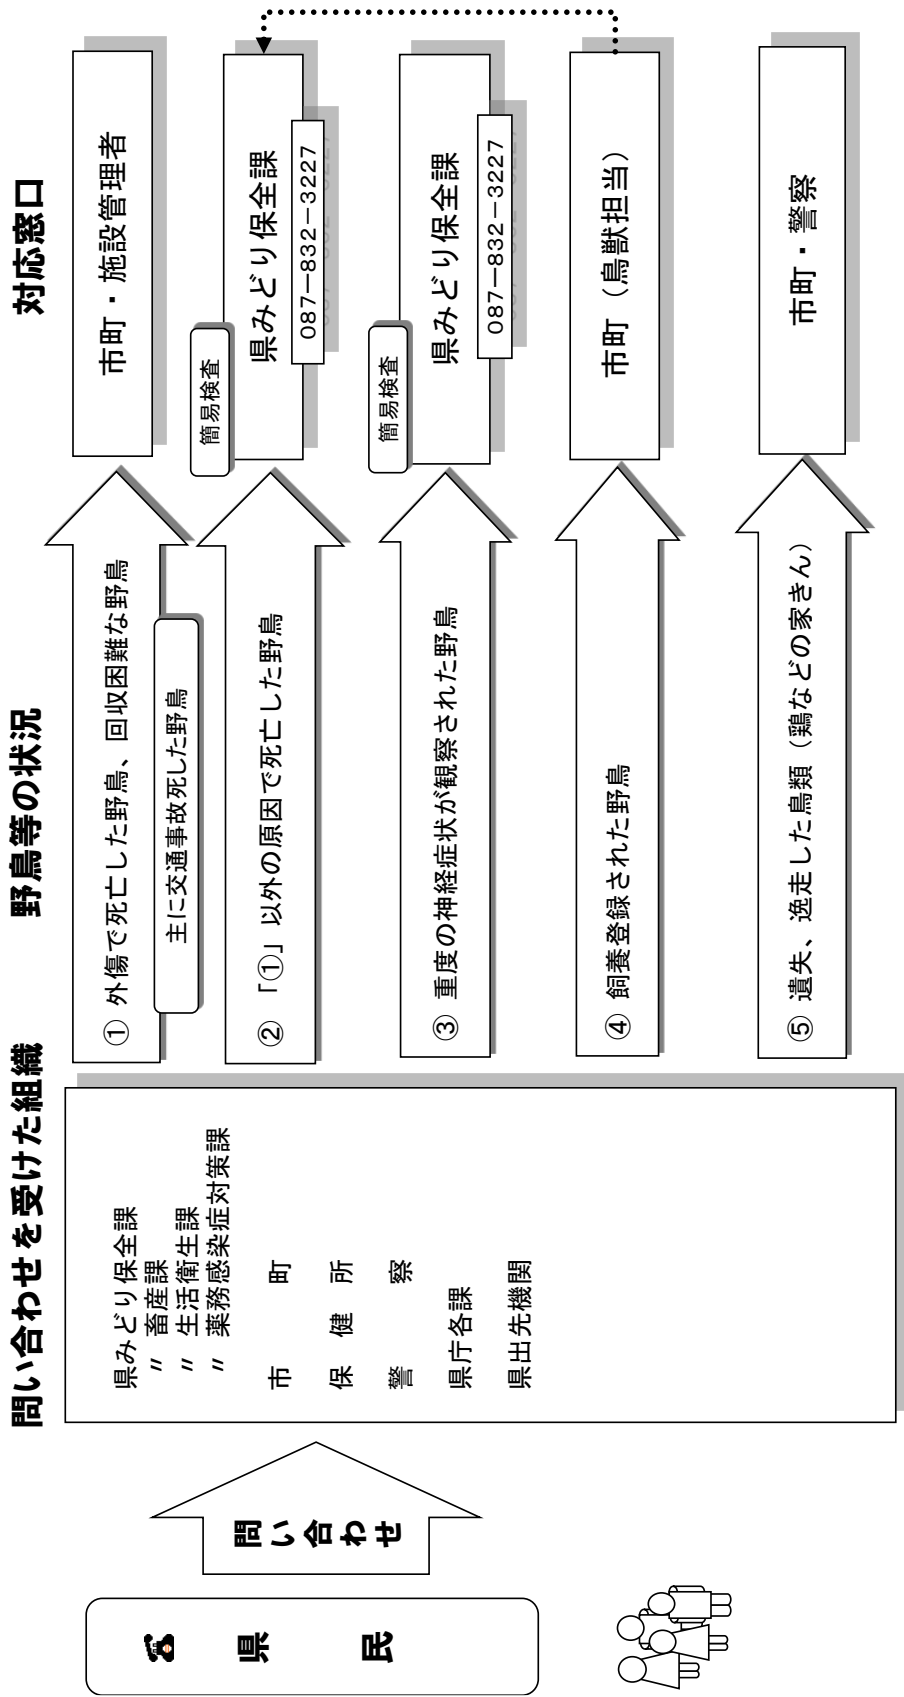 県　　民
問い合わせ
問い合わせを受けた組織
県みどり保全課
〃 畜産課
〃 生活衛生課
〃 薬務感染症対策課
市　　町
保　健　所
警　　察
県庁各課
県出先機関
野鳥等の状況
① 外傷で死亡した野鳥、回収困難な野鳥
主に交通事故死した野鳥
② 「①」以外の原因で死亡した野鳥
③ 重度の神経症状が観察された野鳥
④ 飼養登録された野鳥
⑤ 遺失、逸走した鳥類（鶏などの家きん）
対応窓口
市町・施設管理者
簡易検査
県みどり保全課
087－832－3227
簡易検査
県みどり保全課
087－832－3227
市町（鳥獣担当）
市町・警察